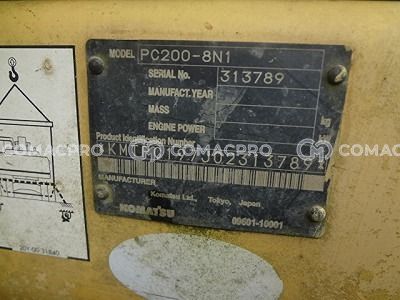 MODEL PC200-8N1
SERIAL No. 313789
MANUFACT. YEAR
MASS kg
ENGINE POWER
Product Identification Number
COMACPRO COMACPRO COMACPRO
MANUFACTURER
Komatsu Ltd. Tokyo, Japan
KOMATSU 09601-10001